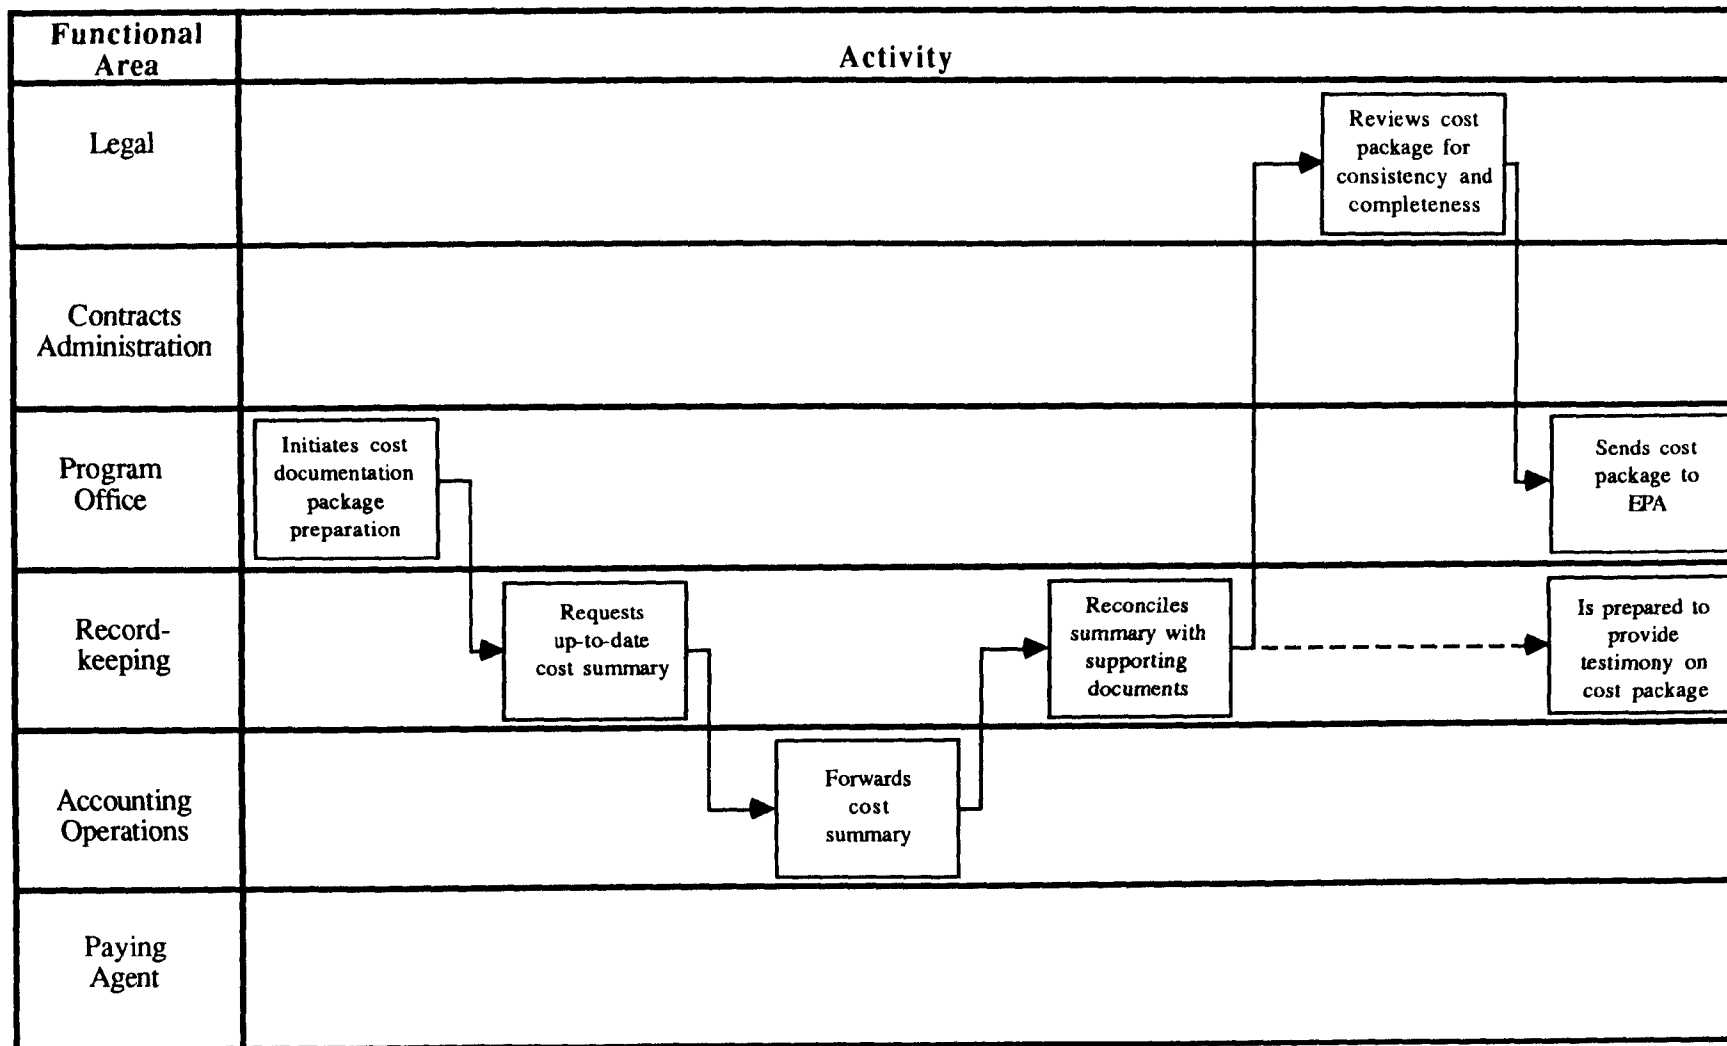 Functional
Area
Activity
Legal
Reviews cost
package for
consistency and
completeness
Contracts
Administration
Program
Office
Initiates cost
documentation
package
preparation
Sends cost
package to
EPA
Record-
keeping
Requests
up-to-date
cost summary
Reconciles
summary with
supporting
documents
Is prepared to
provide
testimony on
cost package
Accounting
Operations
Forwards
cost
summary
Paying
Agent